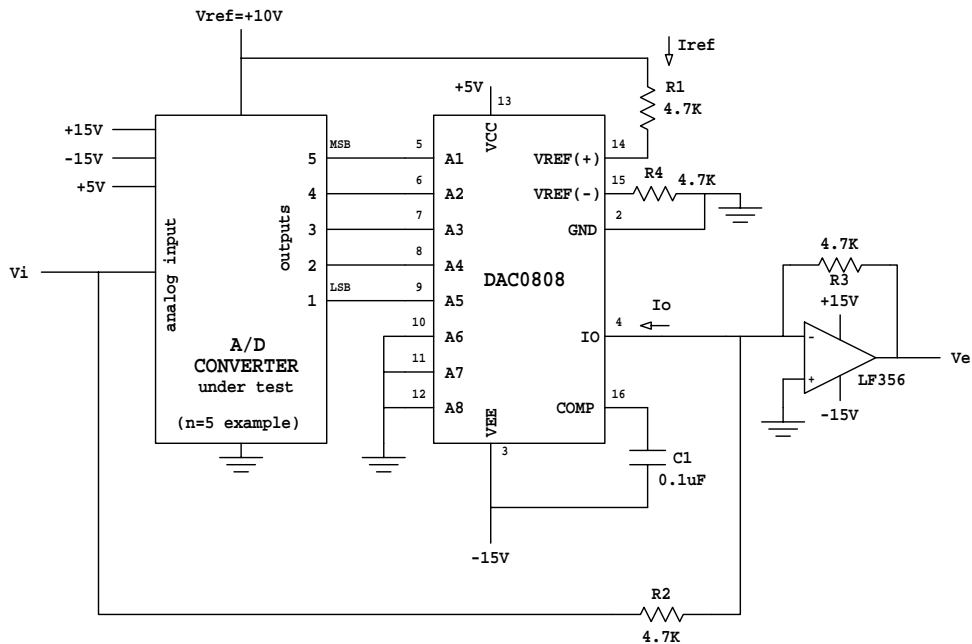 Vref=+10V
Iref
R1
4.7K
+5V
13
+15V
-15V
+5V
VCC
5
MSB
5
A1
VREF(+)
14
4
6
A2
VREF(-)
15
R4
4.7K
3
7
A3
GND
2
2
8
A4
1
LSB
9
A5
analog input
outputs
Vi
DAC0808
4.7K
R3
+15V
10
A6
IO
4
Io
-
+
LF356
Ve
-15V
A/D
CONVERTER
under test
(n=5 example)
11
A7
12
A8
COMP
16
VEE
3
C1
0.1uF
-15V
R2
4.7K